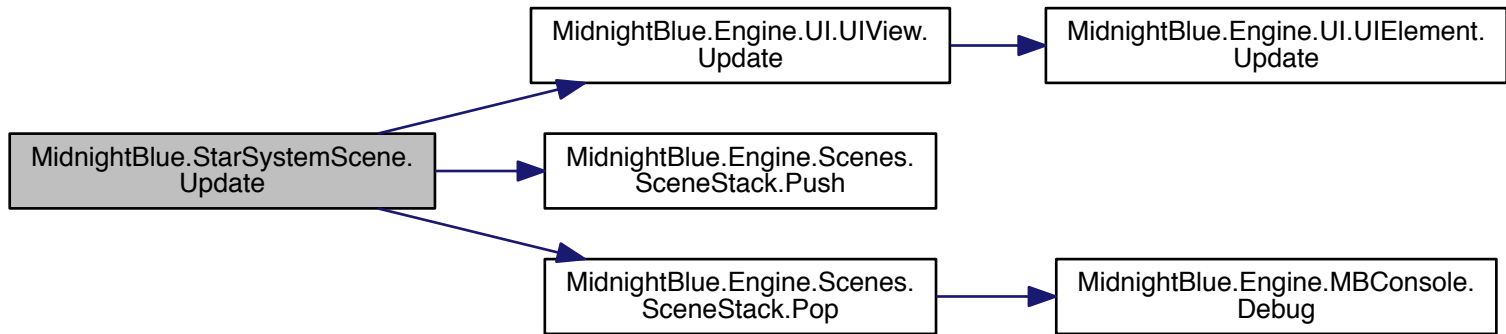 MidnightBlue.StarSystemScene.
Update
MidnightBlue.Engine.UI.UIView.
Update
MidnightBlue.Engine.UI.UIElement.
Update
MidnightBlue.Engine.Scenes.
SceneStack.Push
MidnightBlue.Engine.Scenes.
SceneStack.Pop
MidnightBlue.Engine.MBConsole.
Debug